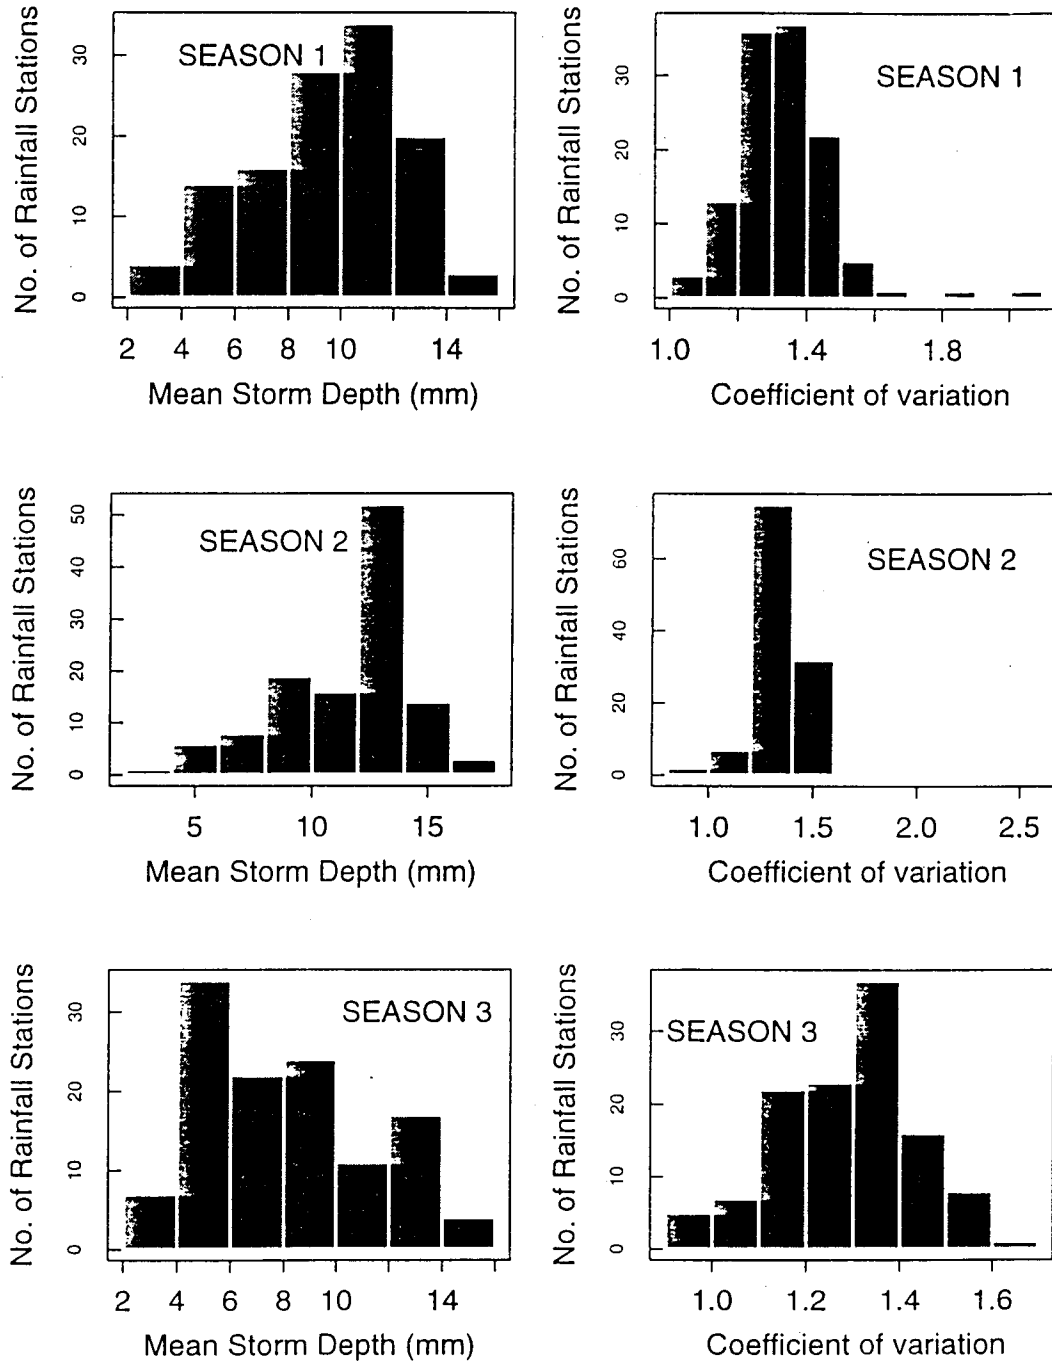 No. of Rainfall Stations
30
20
10
0
SEASON 1
2 4 6 8 10 14
Mean Storm Depth (mm)
No. of Rainfall Stations
30
20
10
0
SEASON 1
1.0 1.4 1.8
Coefficient of variation
No. of Rainfall Stations
50
40
30
20
10
0
SEASON 2
5 10 15
Mean Storm Depth (mm)
No. of Rainfall Stations
60
40
20
0
SEASON 2
1.0 1.5 2.0 2.5
Coefficient of variation
No. of Rainfall Stations
30
20
10
0
SEASON 3
2 4 6 8 10 14
Mean Storm Depth (mm)
No. of Rainfall Stations
30
20
10
0
SEASON 3
1.0 1.2 1.4 1.6
Coefficient of variation